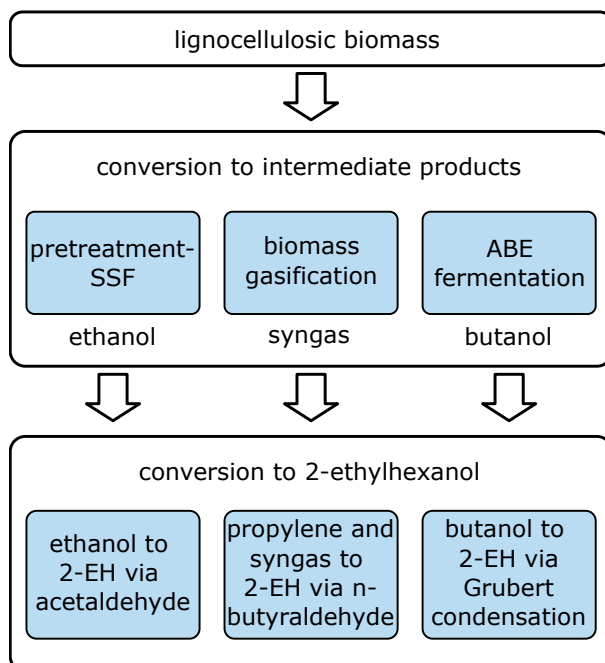 lignocellulosic biomass
conversion to intermediate products
pretreatment-
SSF
biomass
gasification
ABE
fermentation
ethanol
syngas
butanol
conversion to 2-ethylhexanol
ethanol to
2-EH via
acetaldehyde
propylene and
syngas to
2-EH via n-
butyraldehyde
butanol to
2-EH via
Grubert
condensation